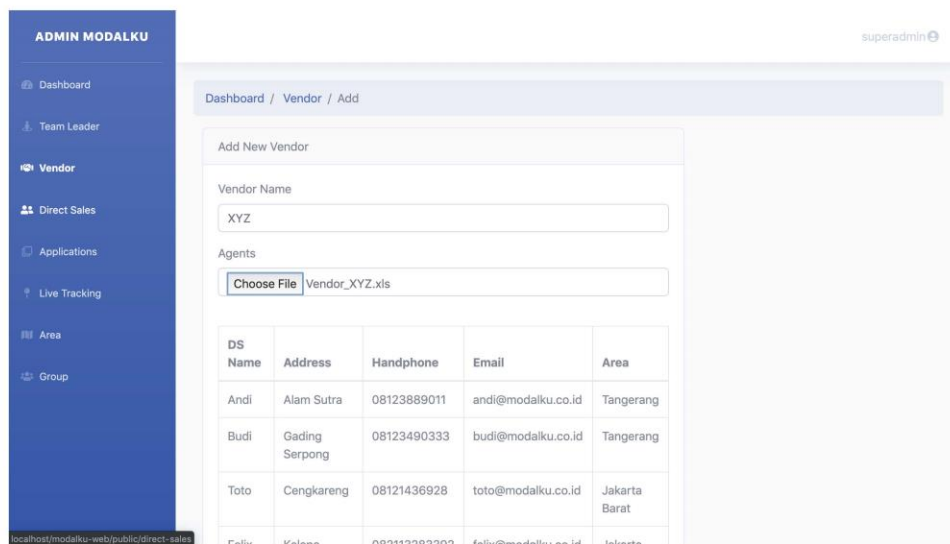 ADMIN MODALKU
superadmin
Dashboard
Team Leader
Vendor
Direct Sales
Applications
Live Tracking
Area
Group
Dashboard / Vendor / Add
Add New Vendor
Vendor Name
XYZ
Agents
Choose File Vendor_XYZ.xls
DS Name Address Handphone Email Area
Andi Alam Sutra 08123889011 andi@modalku.co.id Tangerang
Budi Gading Serpong 08123490333 budi@modalku.co.id Tangerang
Toto Cengkareng 08121436928 toto@modalku.co.id Jakarta Barat
localhost/modalku-web/public/direct-sales